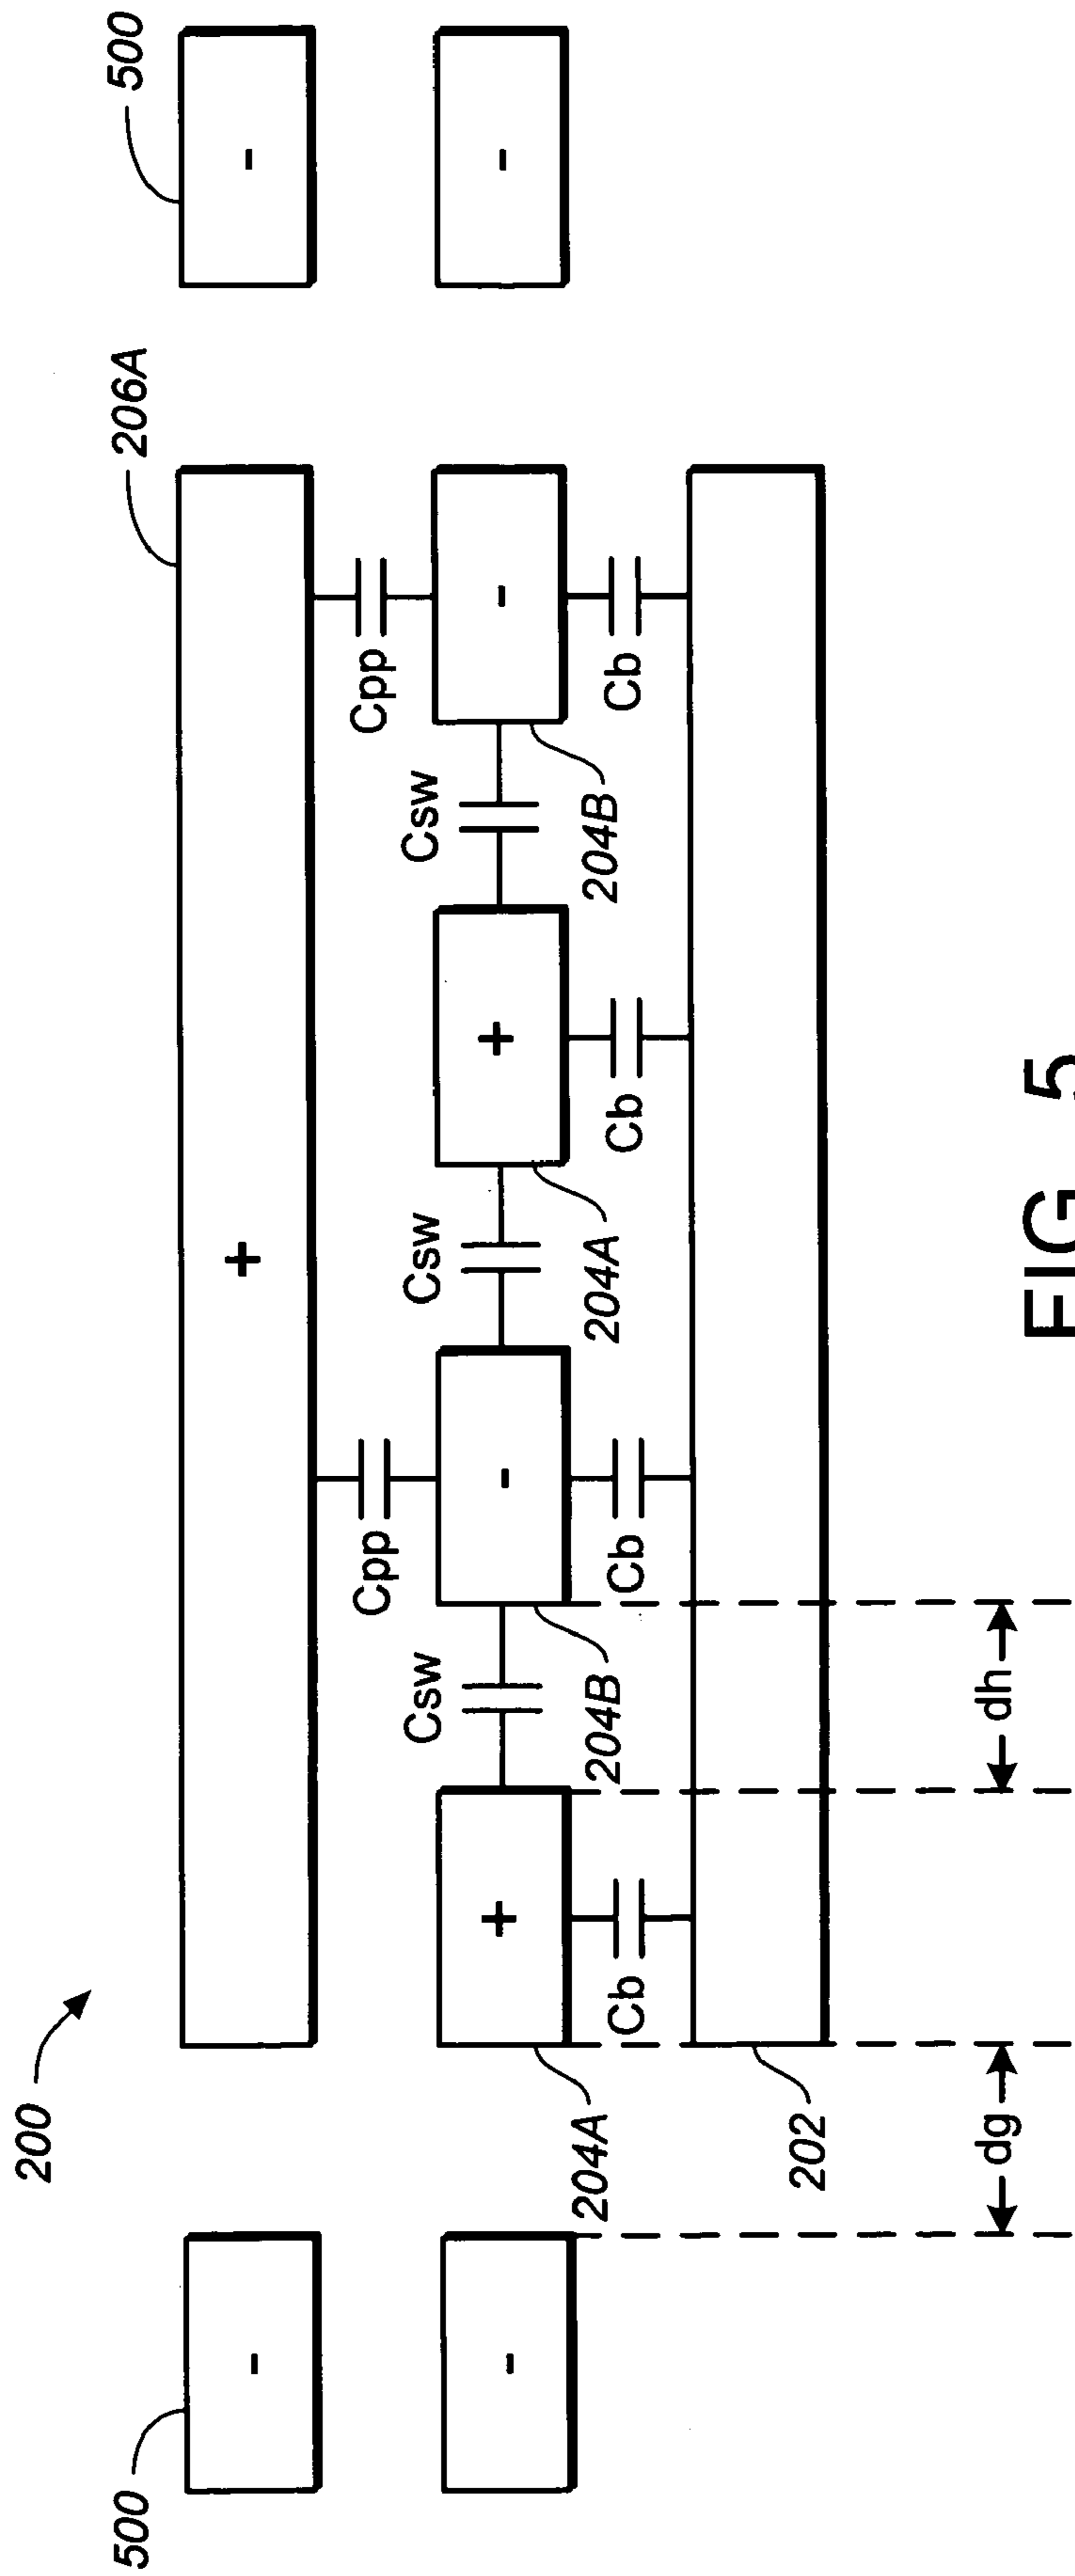 200
500
206A
500
-
+
-
Cpp
Cpp
Csw
Csw
Csw
-
+
-
+
-
-
204A
204B
204A
204B
Cb
Cb
Cb
Cb
202
dg
dh
FIG 5